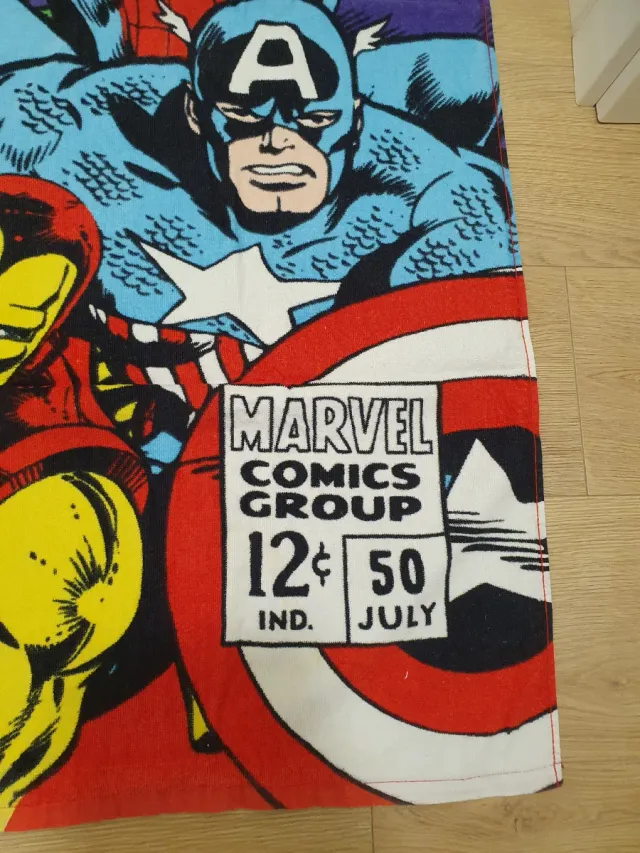 A
MARVEL
COMICS
GROUP
12¢
IND.
50
JULY